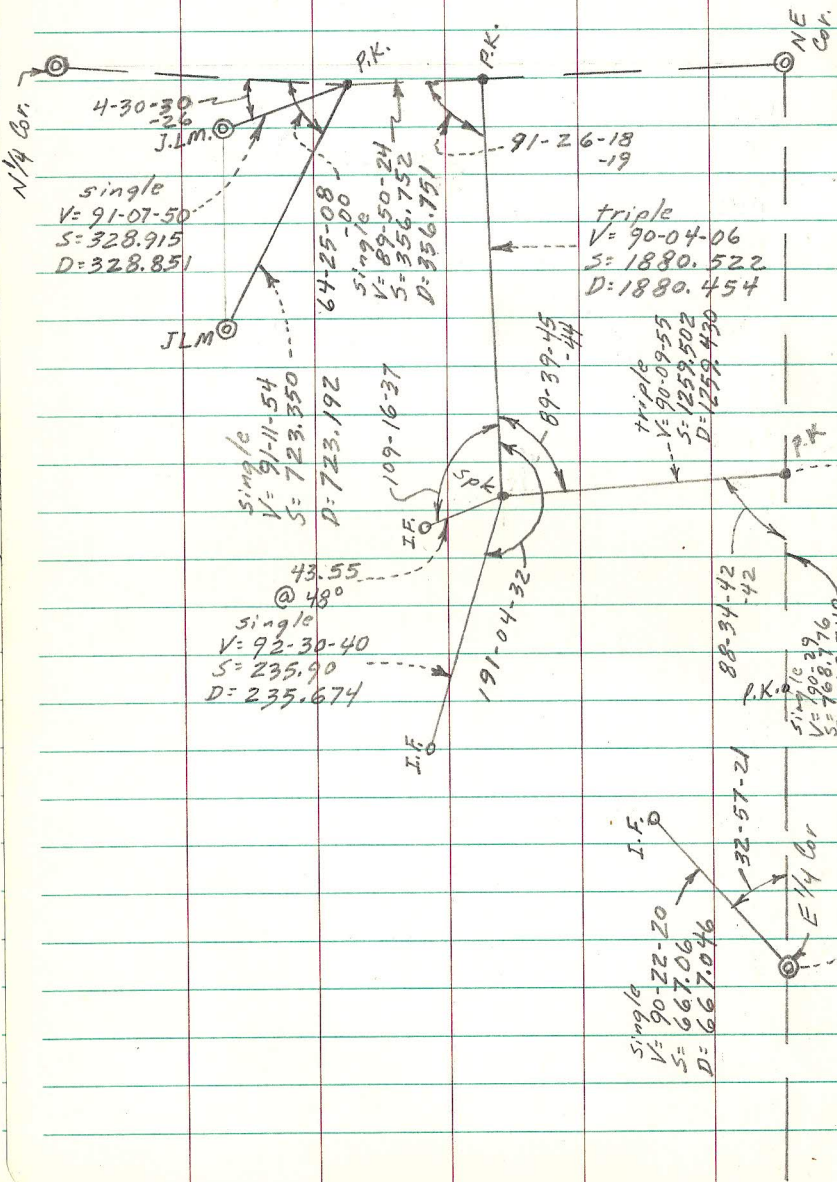 N 1/4 Cor.
P.K.
P.K.
NE
Cor.
4-30-30
-26
J.L.M.
single
V= 91-07-50
S= 328.915
D= 328.851
64-25-08
-00
single
V= 89-50-24
S= 356.752
D= 356.751
91-26-18
-19
triple
V= 90-04-06
S= 1880.522
D= 1880.454
JLM
single
V= 91-11-54
S= 723.350
D= 723.192
109-16-37
89-39-45
-44
triple
V= 90-09-55
S= 1259.502
D= 1259.430
P.K
Spk
I.F.
43.55
@ 48°
single
V= 92-30-40
S= 235.90
D= 235.674
191-04-32
I.F.
88-34-42
-42
P.K.
single
V= 90-29
S= 768.776
I.F.
32-57-21
single
V= 90-22-20
S= 667.06
D= 667.046
E 1/4 Cor